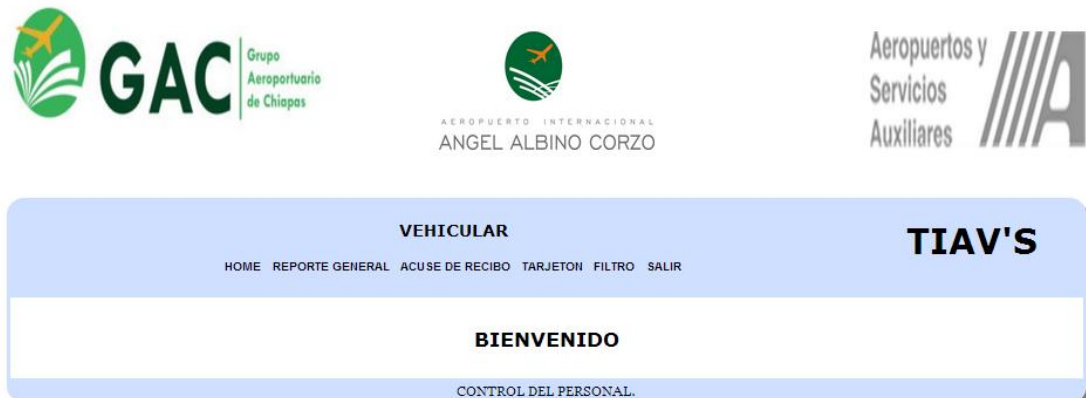 GAC
Grupo
Aeroportuario
de Chiapas
AEROPUERTO INTERNACIONAL
ANGEL ALBINO CORZO
Aeropuertos y
Servicios
Auxiliares
VEHICULAR
TIAV'S
HOME REPORTE GENERAL ACUSE DE RECIBO TARJETON FILTRO SALIR
BIENVENIDO
CONTROL DEL PERSONAL.